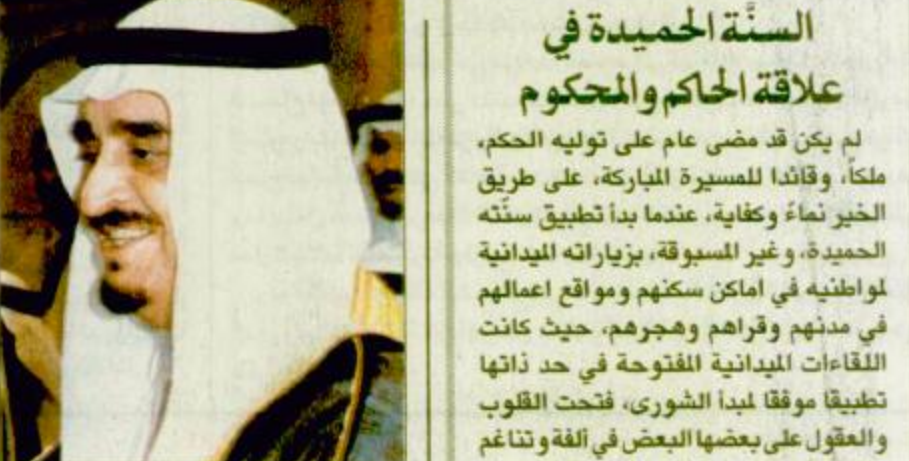 السنَّة الحميدة في
علاقة الحاكم والمحكوم
لم يكن قد مضى عام على توليه الحكم،
ملكاً، وقائدا للمسيرة المباركة، على طريق
الخير نماءً وكفاية، عندما بدأ تطبيق سنّته
الحميدة، وغير المسبوقة، بزياراته الميدانية
لمواطنيه في اماكن سكنهم ومواقع اعمالهم
في مدنهم وقراهم وهجرهم، حيث كانت
اللقاءات الميدانية المفتوحة في حد ذاتها
تطبيقا موفقا لمبدأ الشورى، فتحت القلوب
والعقول على بعضها البعض في ألفة وتناغم